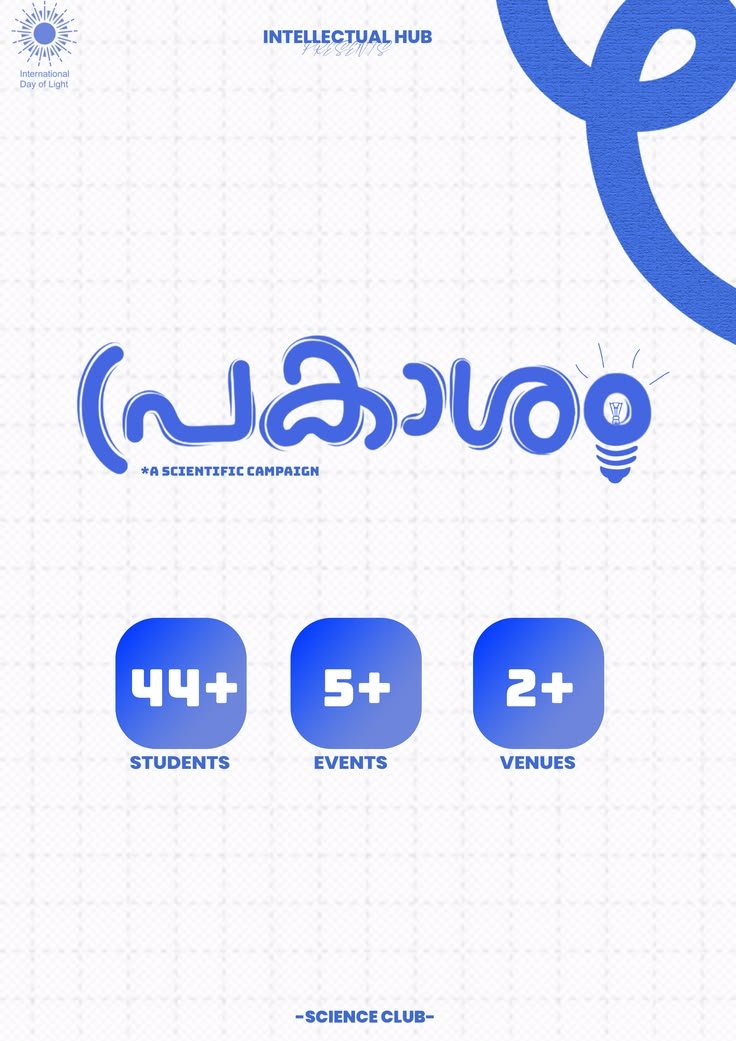 International
Day of Light
INTELLECTUAL HUB
PRESENTS
പ്രകാശം
*A SCIENTIFIC CAMPAIGN
44+
5+
2+
STUDENTS
EVENTS
VENUES
-SCIENCE CLUB-